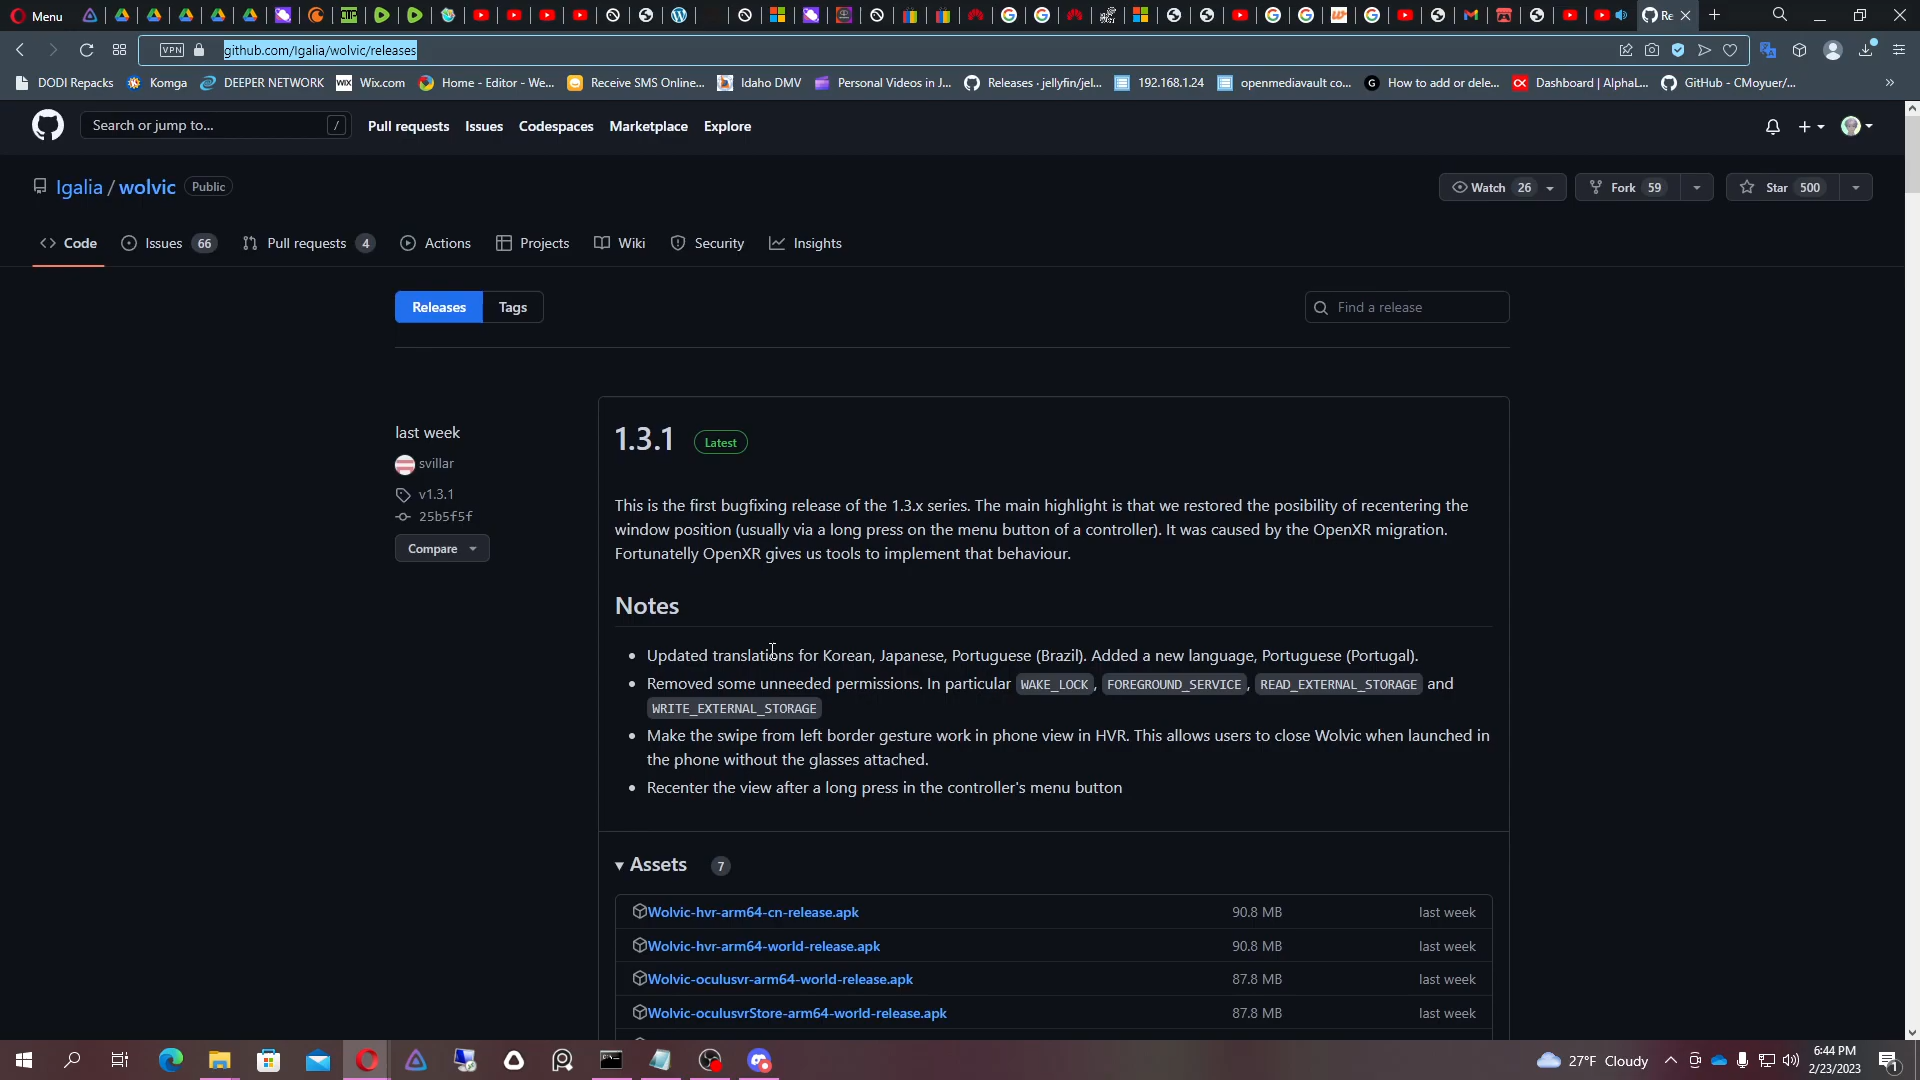 Menu
Re
VPN
github.com/Igalia/wolvic/releases
DODI Repacks
Komga
DEEPER NETWORK
WIX Wix.com
Home - Editor - We...
Receive SMS Online...
Idaho DMV
Personal Videos in J...
Releases · jellyfin/jel...
192.168.1.24
openmediavault co...
G How to add or dele...
Dashboard | AlphaL...
GitHub - CMoyuer/...
»
Search or jump to...
/
Pull requests
Issues
Codespaces
Marketplace
Explore
Igalia / wolvic Public
Watch 26
Fork 59
Star 500
Code
Issues 66
Pull requests 4
Actions
Projects
Wiki
Security
Insights
Releases
Tags
Find a release
last week
svillar
v1.3.1
25b5f5f
Compare
1.3.1 Latest
This is the first bugfixing release of the 1.3.x series. The main highlight is that we restored the posibility of recentering the
window position (usually via a long press on the menu button of a controller). It was caused by the OpenXR migration.
Fortunatelly OpenXR gives us tools to implement that behaviour.
Notes
• Updated translations for Korean, Japanese, Portuguese (Brazil). Added a new language, Portuguese (Portugal).
• Removed some unneeded permissions. In particular WAKE_LOCK, FOREGROUND_SERVICE, READ_EXTERNAL_STORAGE and
WRITE_EXTERNAL_STORAGE
• Make the swipe from left border gesture work in phone view in HVR. This allows users to close Wolvic when launched in
the phone without the glasses attached.
• Recenter the view after a long press in the controller's menu button
Assets 7
Wolvic-hvr-arm64-cn-release.apk 90.8 MB last week
Wolvic-hvr-arm64-world-release.apk 90.8 MB last week
Wolvic-oculusvr-arm64-world-release.apk 87.8 MB last week
Wolvic-oculusvrStore-arm64-world-release.apk 87.8 MB last week
27°F Cloudy
6:44 PM
2/23/2023
1